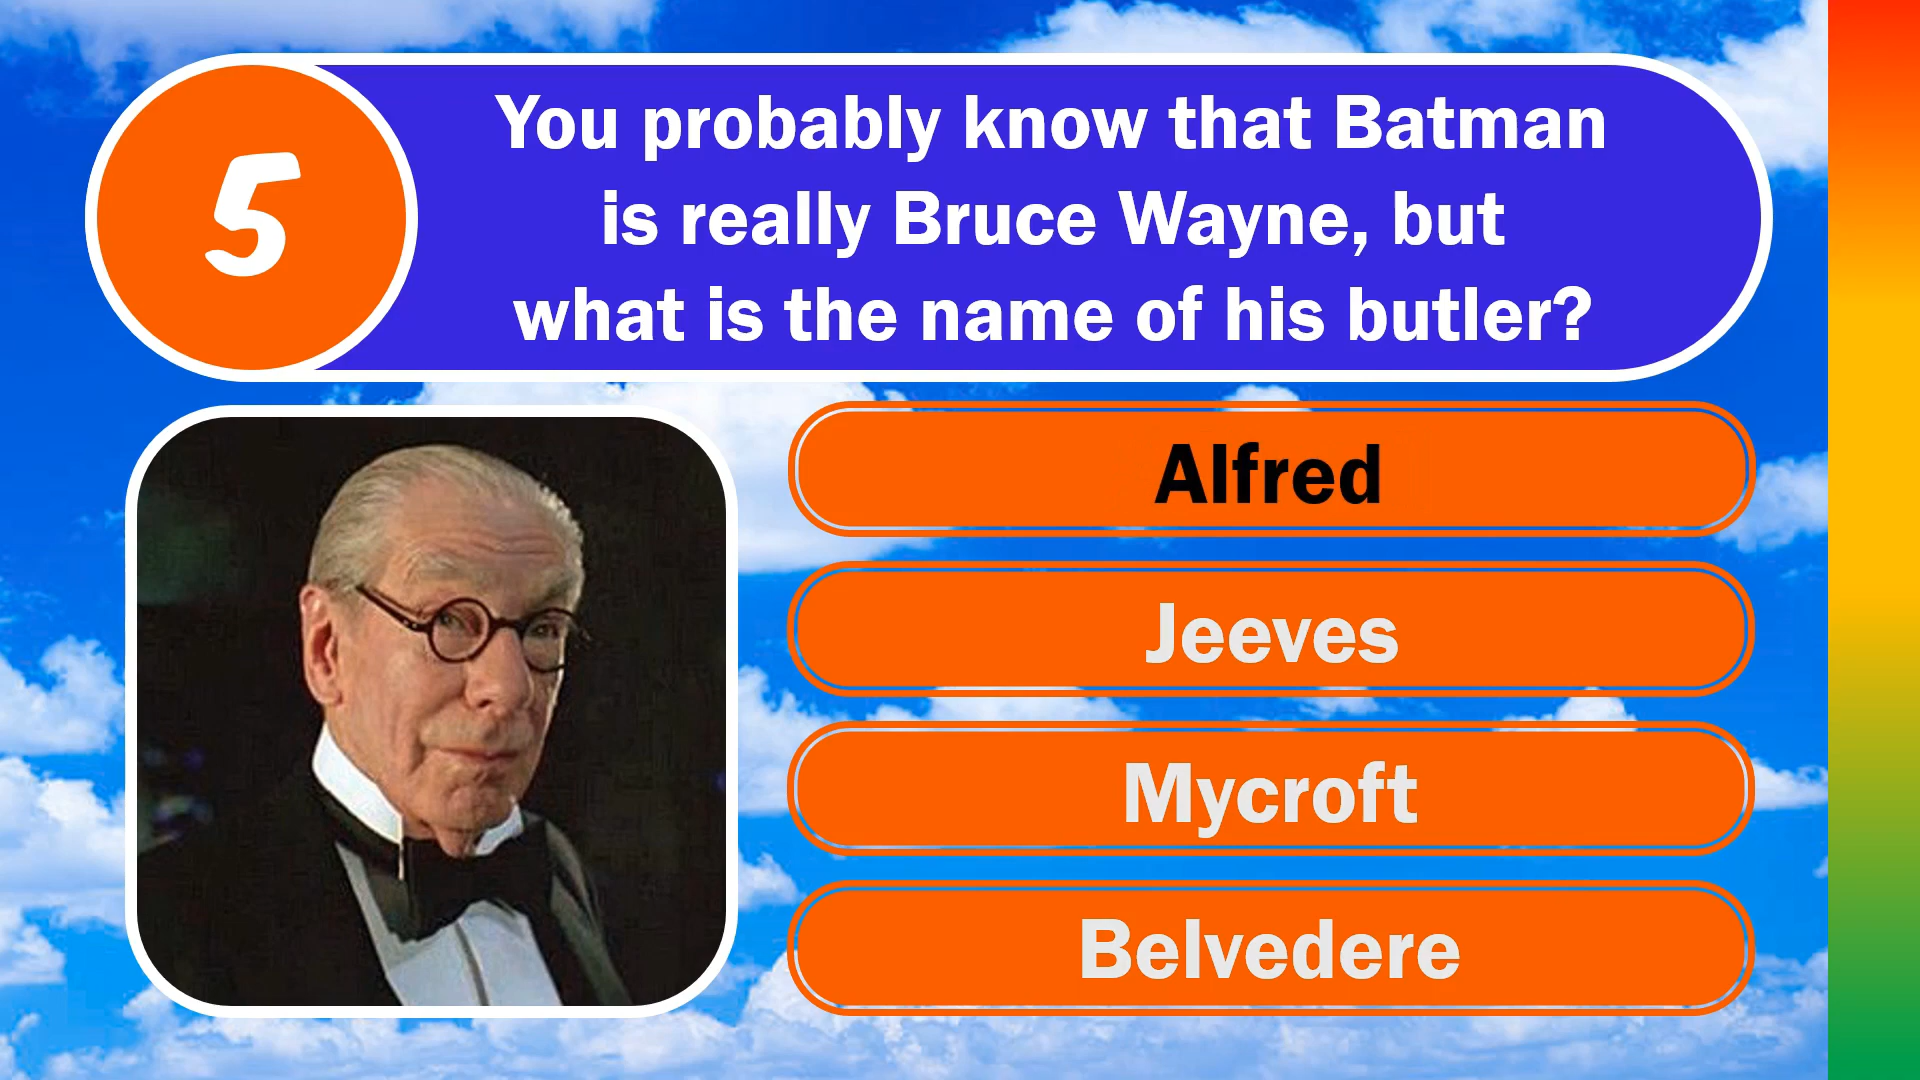 5
You probably know that Batman
is really Bruce Wayne, but
what is the name of his butler?
Alfred
Jeeves
Mycroft
Belvedere